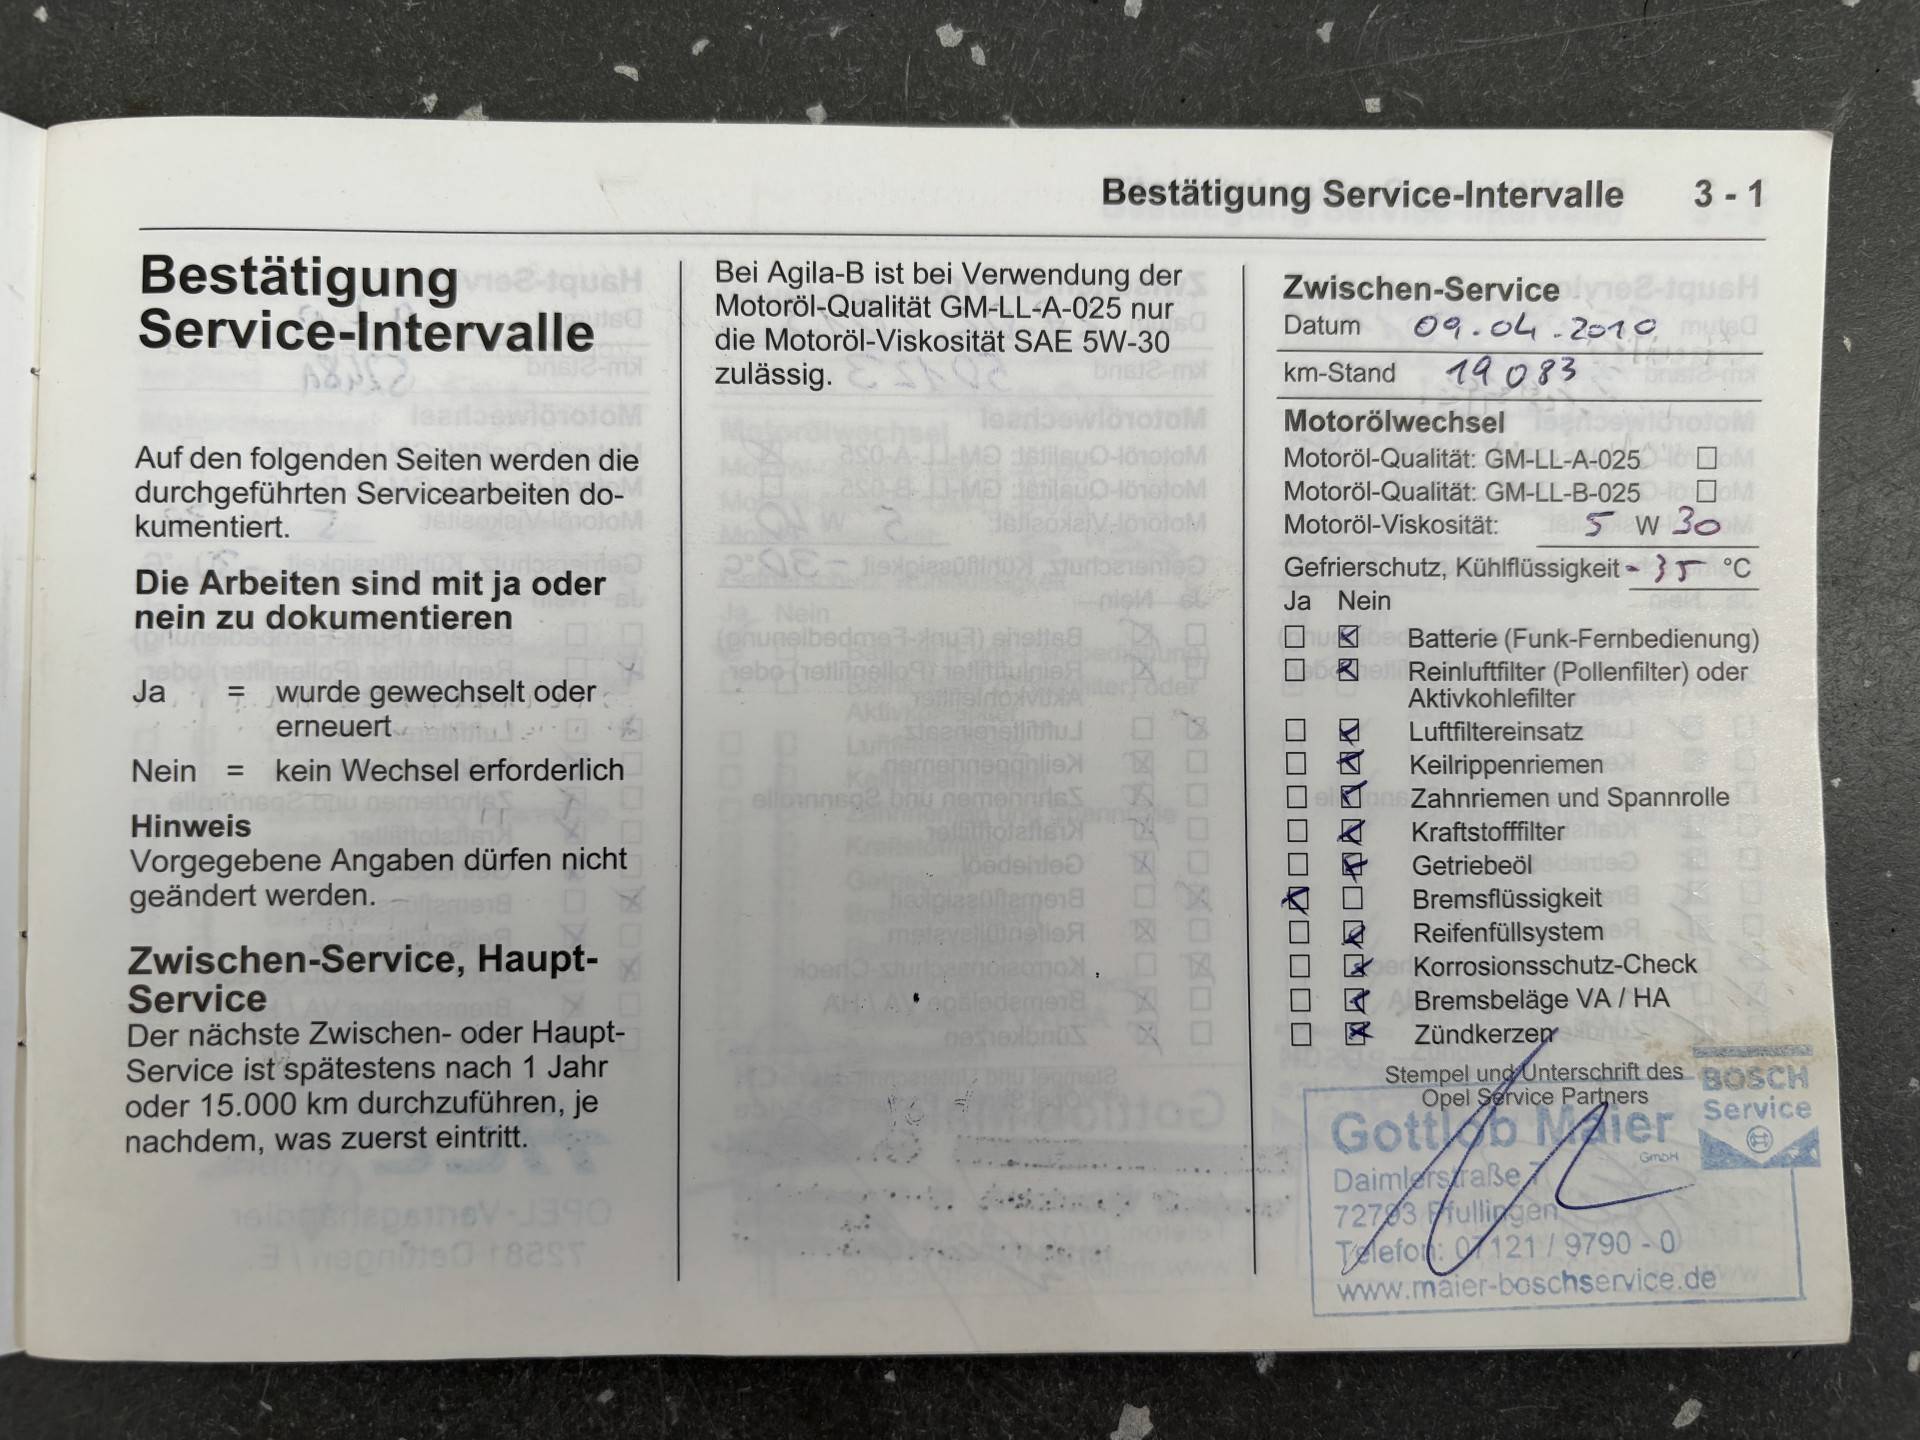 Bestätigung Service-Intervalle 3 - 1
Bestätigung
Service-Intervalle
Auf den folgenden Seiten werden die
durchgeführten Servicearbeiten do-
kumentiert.
Die Arbeiten sind mit ja oder
nein zu dokumentieren
Ja = wurde gewechselt oder
erneuert
Nein = kein Wechsel erforderlich
Hinweis
Vorgegebene Angaben dürfen nicht
geändert werden.
Zwischen-Service, Haupt-
Service
Der nächste Zwischen- oder Haupt-
Service ist spätestens nach 1 Jahr
oder 15.000 km durchzuführen, je
nachdem, was zuerst eintritt.
Bei Agila-B ist bei Verwendung der
Motoröl-Qualität GM-LL-A-025 nur
die Motoröl-Viskosität SAE 5W-30
zulässig.
Zwischen-Service
Datum 09.04.2010
km-Stand 19 083
Motorölwechsel
Motoröl-Qualität: GM-LL-A-025
Motoröl-Qualität: GM-LL-B-025
Motoröl-Viskosität: 5 W 30
Gefrierschutz, Kühlflüssigkeit -35 °C
Ja Nein
Batterie (Funk-Fernbedienung)
Reinluftfilter (Pollenfilter) oder
Aktivkohlefilter
Luftfiltereinsatz
Keilrippenriemen
Zahnriemen und Spannrolle
Kraftstofffilter
Getriebeöl
Bremsflüssigkeit
Reifenfüllsystem
Korrosionsschutz-Check
Bremsbeläge VA / HA
Zündkerzen
Stempel und Unterschrift des
Opel Service Partners
BOSCH
Service
Gottlob Maier
GmbH
Daimlerstraße 7
72793 Pfullingen
Telefon: 07121 / 9790 - 0
www.maier-boschservice.de